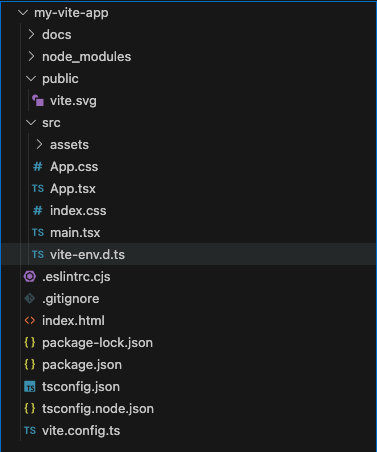 my-vite-app
docs
node_modules
public
vite.svg
src
assets
# App.css
TS App.tsx
# index.css
TS main.tsx
TS vite-env.d.ts
.eslintrc.cjs
.gitignore
<> index.html
{} package-lock.json
{} package.json
TS tsconfig.json
{} tsconfig.node.json
TS vite.config.ts